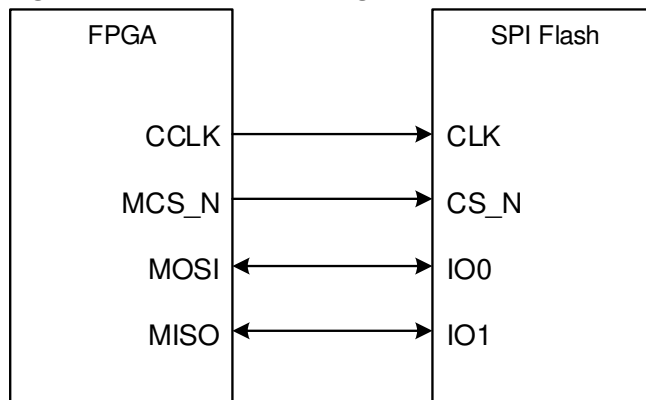 FPGA SPI Flash
CCLK CLK
MCS_N CS_N
MOSI IO0
MISO IO1